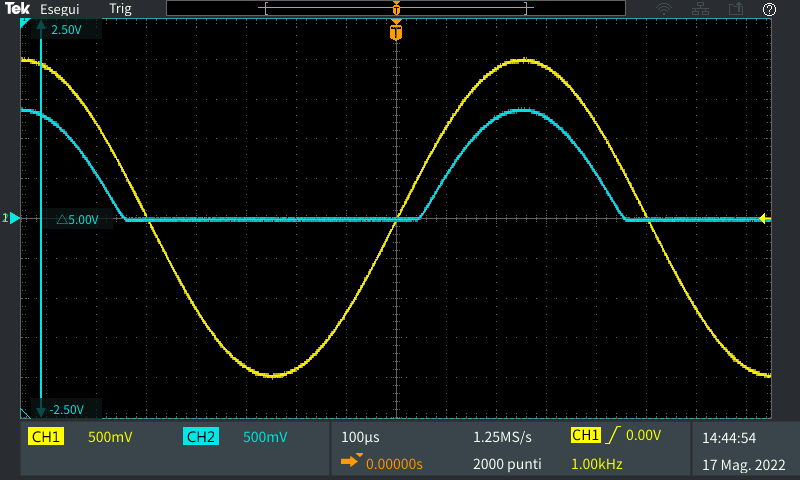 Tek Esegui Trig
T
T
2.50V
△5.00V
-2.50V
CH1 500mV CH2 500mV 100µs 1.25MS/s CH1 0.00V 14:44:54
0.00000s 2000 punti 1.00kHz 17 Mag. 2022